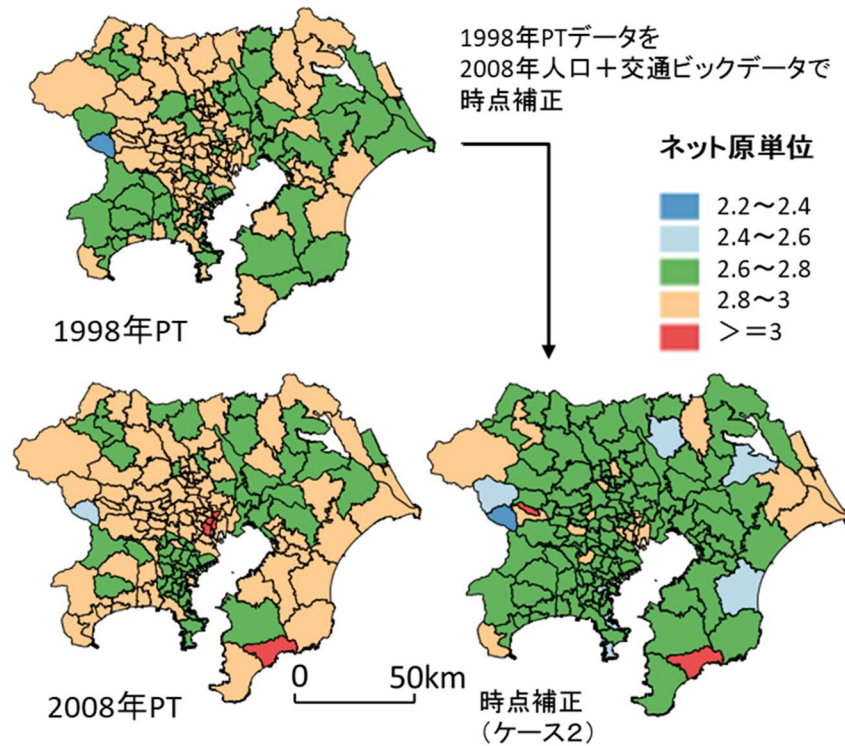 1998年PTデータを
2008年人口＋交通ビックデータで
時点補正
ネット原単位
2.2～2.4
2.4～2.6
2.6～2.8
2.8～3
＞＝3
1998年PT
2008年PT
0 50km
時点補正
（ケース2）